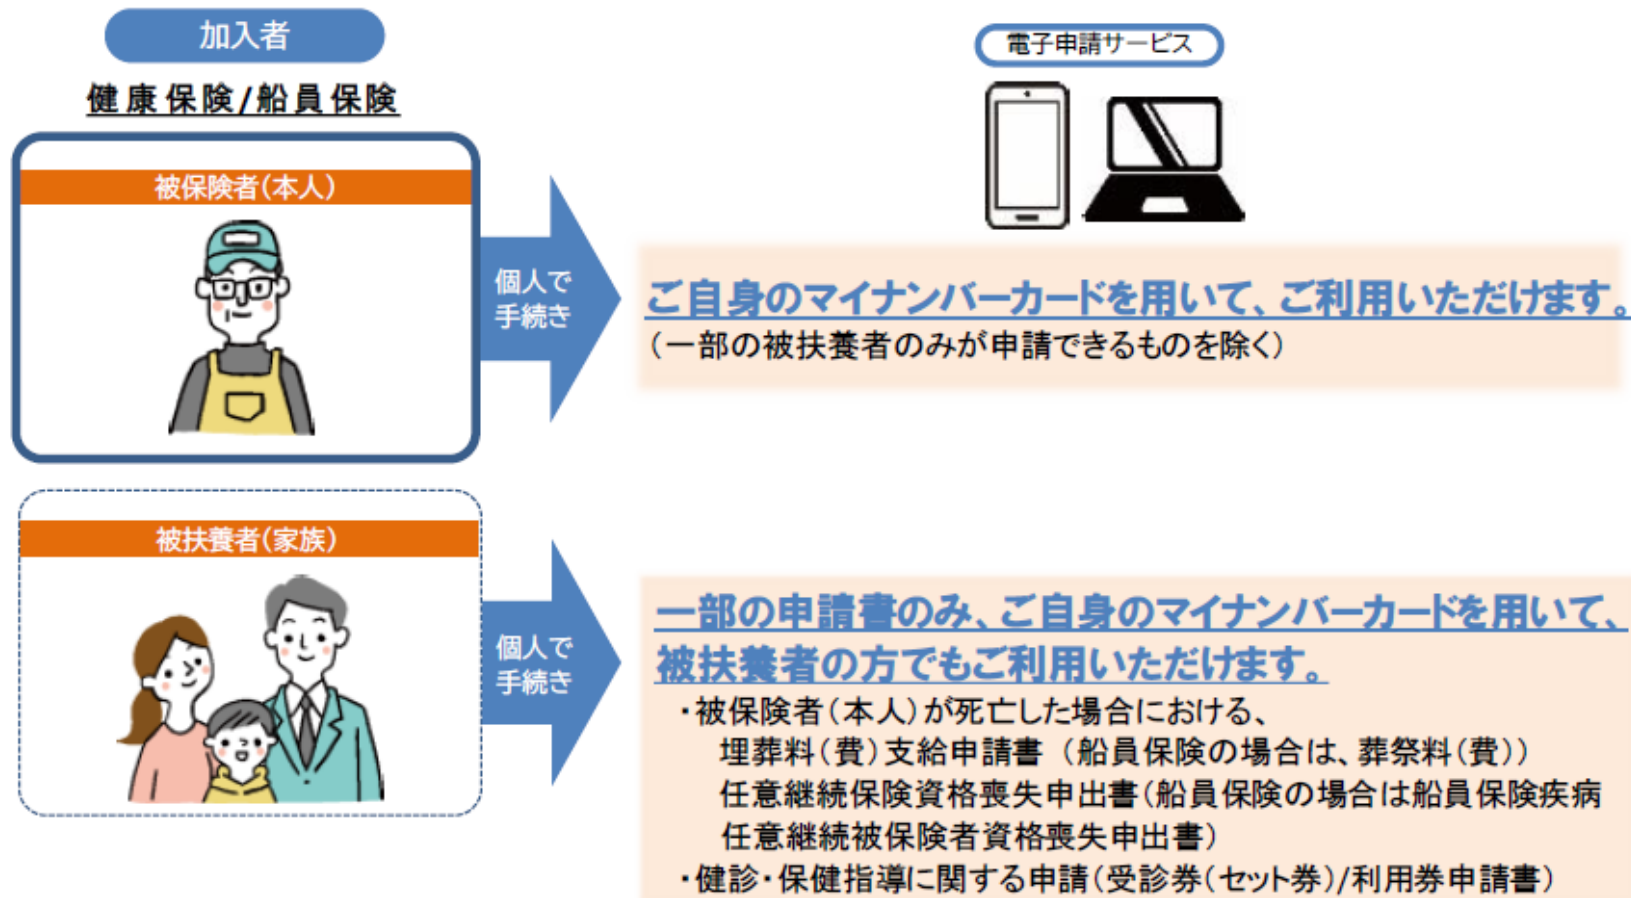 加入者
健康保険/船員保険
被保険者(本人)
個人で
手続き
電子申請サービス
ご自身のマイナンバーカードを用いて、ご利用いただけます。
（一部の被扶養者のみが申請できるものを除く）
被扶養者(家族)
個人で
手続き
一部の申請書のみ、ご自身のマイナンバーカードを用いて、
被扶養者の方でもご利用いただけます。
・被保険者(本人)が死亡した場合における、
埋葬料(費)支給申請書 （船員保険の場合は、葬祭料(費)）
任意継続保険資格喪失申出書(船員保険の場合は船員保険疾病
任意継続被保険者資格喪失申出書)
・健診・保健指導に関する申請(受診券(セット券)/利用券申請書)